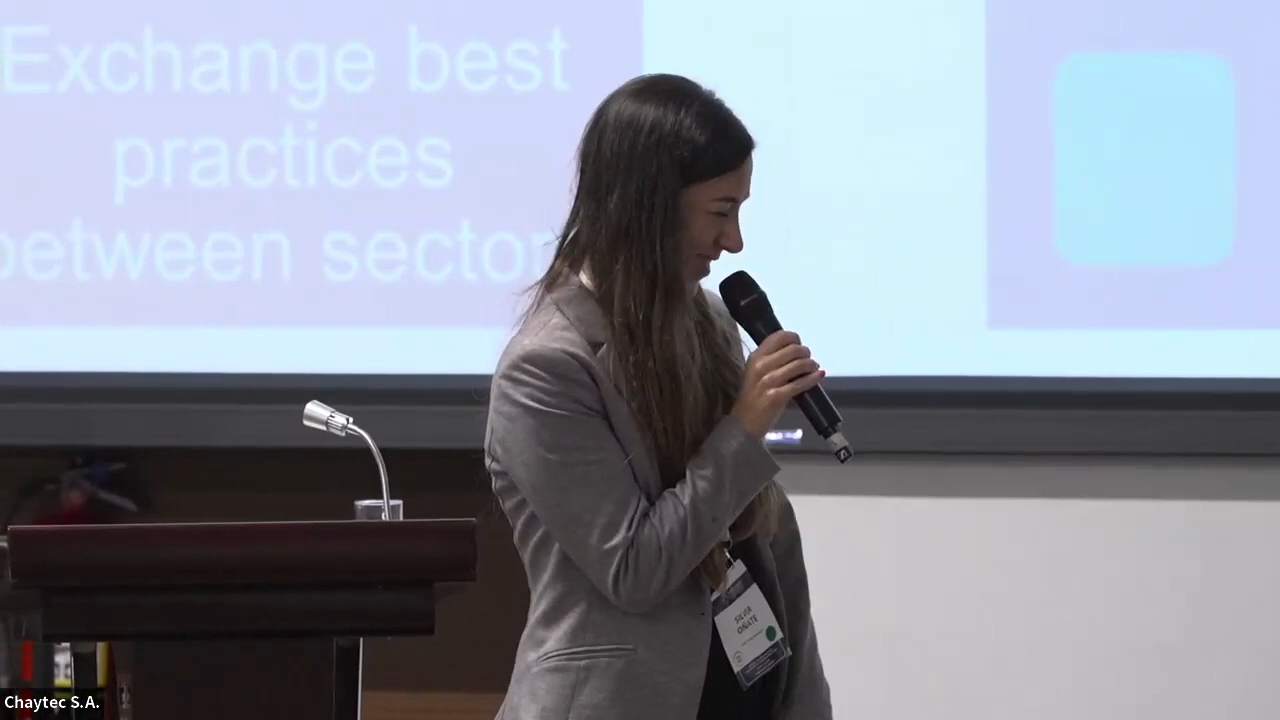 Exchange best
practices
between sector
SILVIA
OÑATE
Chaytec S.A.